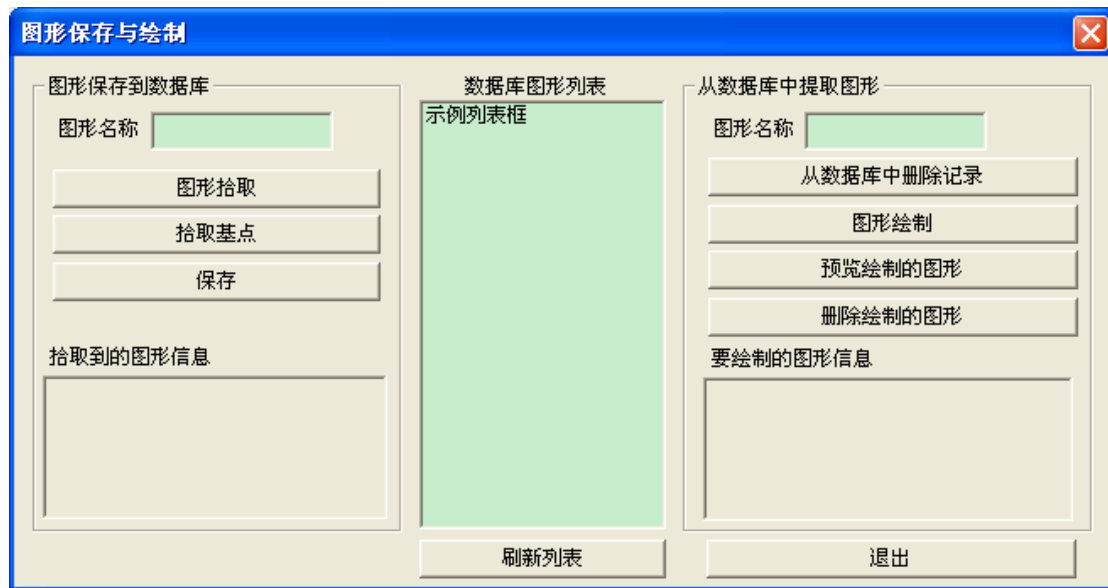 图形保存与绘制
图形保存到数据库
图形名称
图形拾取
拾取基点
保存
拾取到的图形信息
数据库图形列表
示例列表框
刷新列表
从数据库中提取图形
图形名称
从数据库中删除记录
图形绘制
预览绘制的图形
删除绘制的图形
要绘制的图形信息
退出